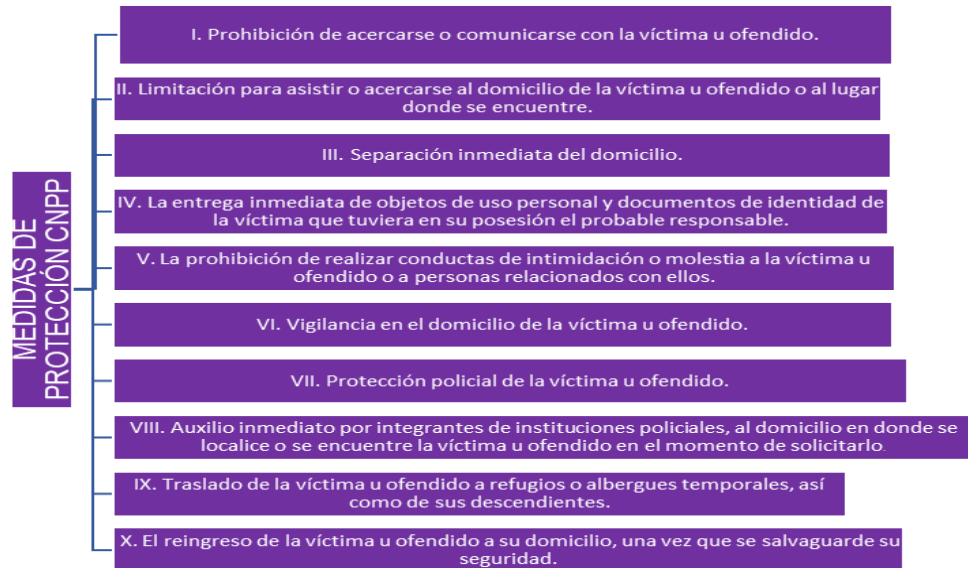 MEDIDAS DE
PROTECCIÓN CNPP
I. Prohibición de acercarse o comunicarse con la víctima u ofendido.
II. Limitación para asistir o acercarse al domicilio de la víctima u ofendido o al lugar
donde se encuentre.
III. Separación inmediata del domicilio.
IV. La entrega inmediata de objetos de uso personal y documentos de identidad de
la víctima que tuviera en su posesión el probable responsable.
V. La prohibición de realizar conductas de intimidación o molestia a la víctima u
ofendido o a personas relacionados con ellos.
VI. Vigilancia en el domicilio de la víctima u ofendido.
VII. Protección policial de la víctima u ofendido.
VIII. Auxilio inmediato por integrantes de instituciones policiales, al domicilio en donde se
localice o se encuentre la víctima u ofendido en el momento de solicitarlo.
IX. Traslado de la víctima u ofendido a refugios o albergues temporales, así
como de sus descendientes.
X. El reingreso de la víctima u ofendido a su domicilio, una vez que se salvaguarde su
seguridad.